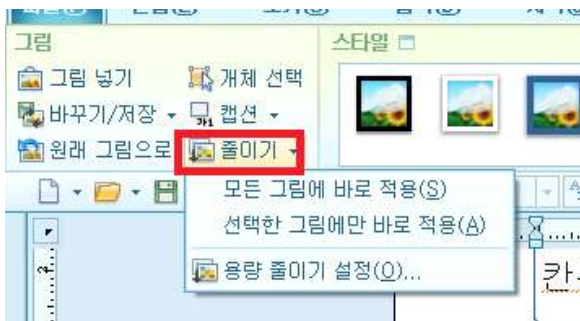 그림
스타일
그림 넣기
개체 선택
바꾸기/저장
캡션
원래 그림으로
줄이기
모든 그림에 바로 적용(S)
선택한 그림에만 바로 적용(A)
용량 줄이기 설정(O)...